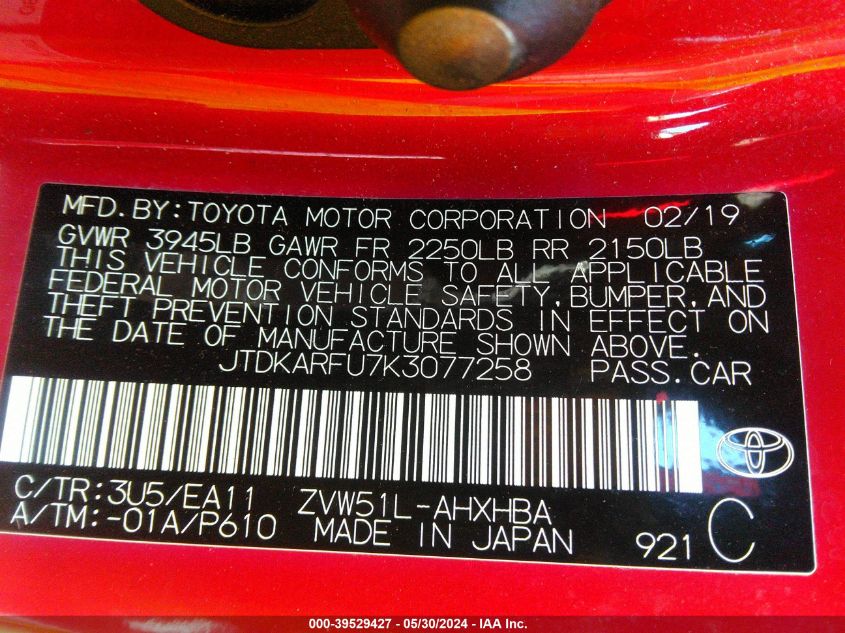 MFD.BY:TOYOTA MOTOR CORPORATION 02/19
GVWR 3945LB GAWR FR 2250LB RR 2150LB
THIS VEHICLE CONFORMS TO ALL APPLICABLE
FEDERAL MOTOR VEHICLE SAFETY,BUMPER,AND
THEFT PREVENTION STANDARDS IN EFFECT ON
THE DATE OF MANUFACTURE SHOWN ABOVE.
JTDKARFU7K3077258 PASS.CAR
C/TR:3U5/EA11 ZVW51L-AHXHBA
A/TM:-01A/P610 MADE IN JAPAN 921 C
000-39529427 - 05/30/2024 - IAA Inc.